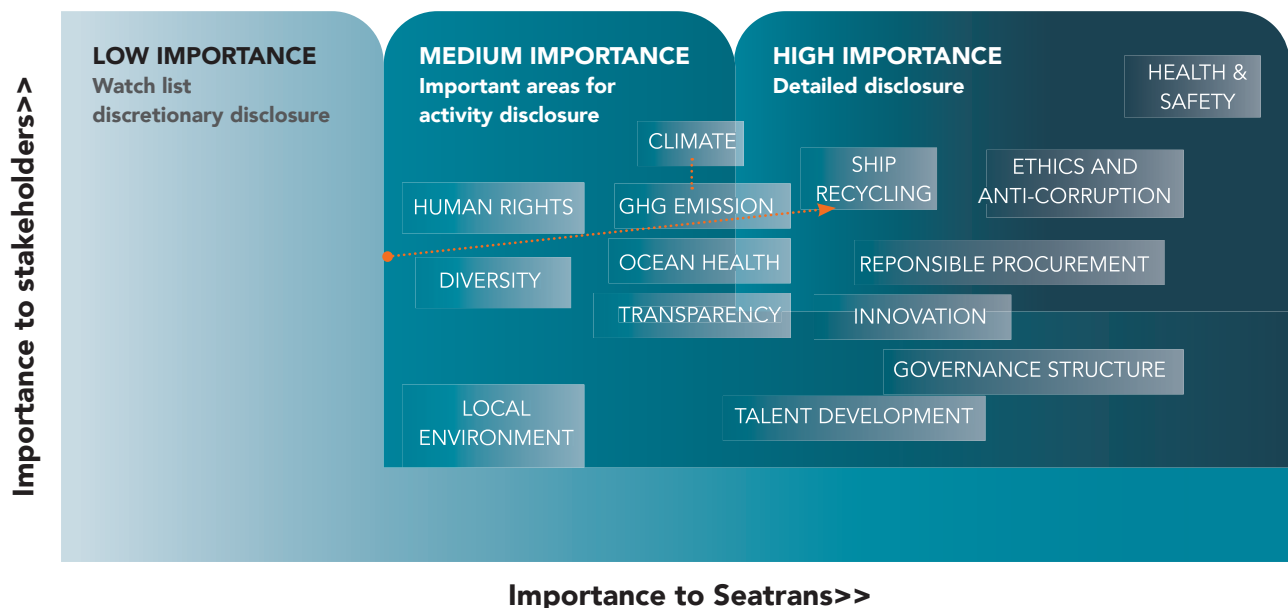 LOW IMPORTANCE
Watch list
discretionary disclosure
MEDIUM IMPORTANCE
Important areas for
activity disclosure
HIGH IMPORTANCE
Detailed disclosure
HEALTH &
SAFETY
CLIMATE
SHIP
RECYCLING
ETHICS AND
ANTI-CORRUPTION
HUMAN RIGHTS
GHG EMISSION
OCEAN HEALTH
REPONSIBLE PROCUREMENT
DIVERSITY
TRANSPARENCY
INNOVATION
GOVERNANCE STRUCTURE
LOCAL
ENVIRONMENT
TALENT DEVELOPMENT
Importance to stakeholders>>
Importance to Seatrans>>